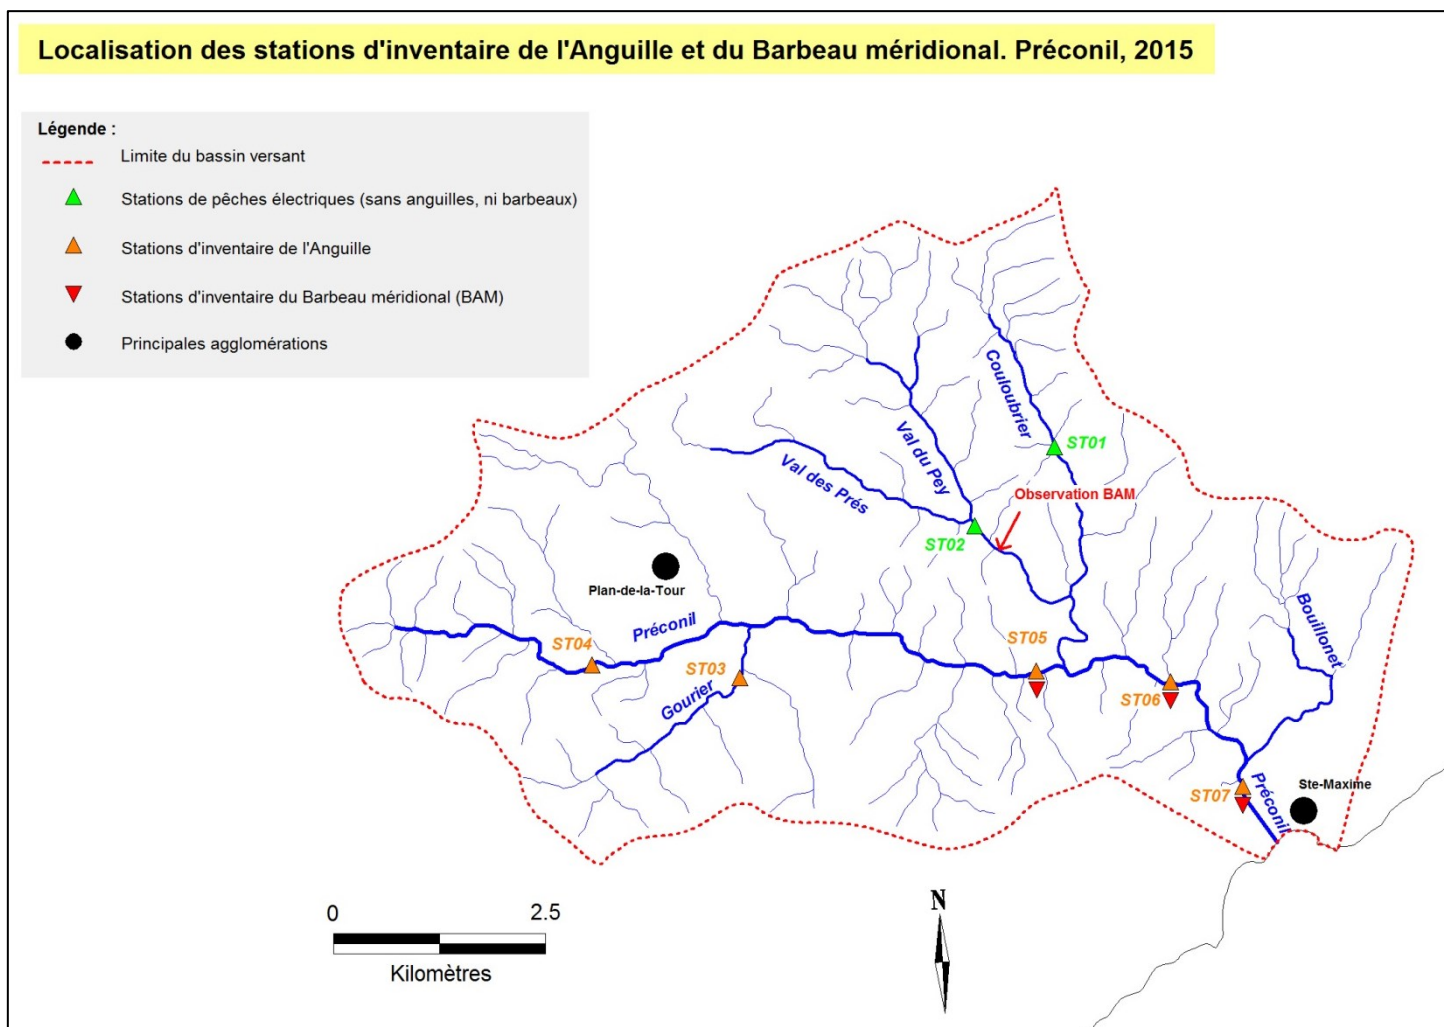 Localisation des stations d'inventaire de l'Anguille et du Barbeau méridional. Préconil, 2015
Légende :
Limite du bassin versant
Stations de pêches électriques (sans anguilles, ni barbeaux)
Stations d'inventaire de l'Anguille
Stations d'inventaire du Barbeau méridional (BAM)
Principales agglomérations
Couloubrier
ST01
Val du Pey
Val des Prés
Observation BAM
ST02
Plan-de-la-Tour
Bouillonet
Préconil
ST04
ST03
ST05
Gourier
ST06
Ste-Maxime
ST07
Préconil
N
0 2.5
Kilomètres